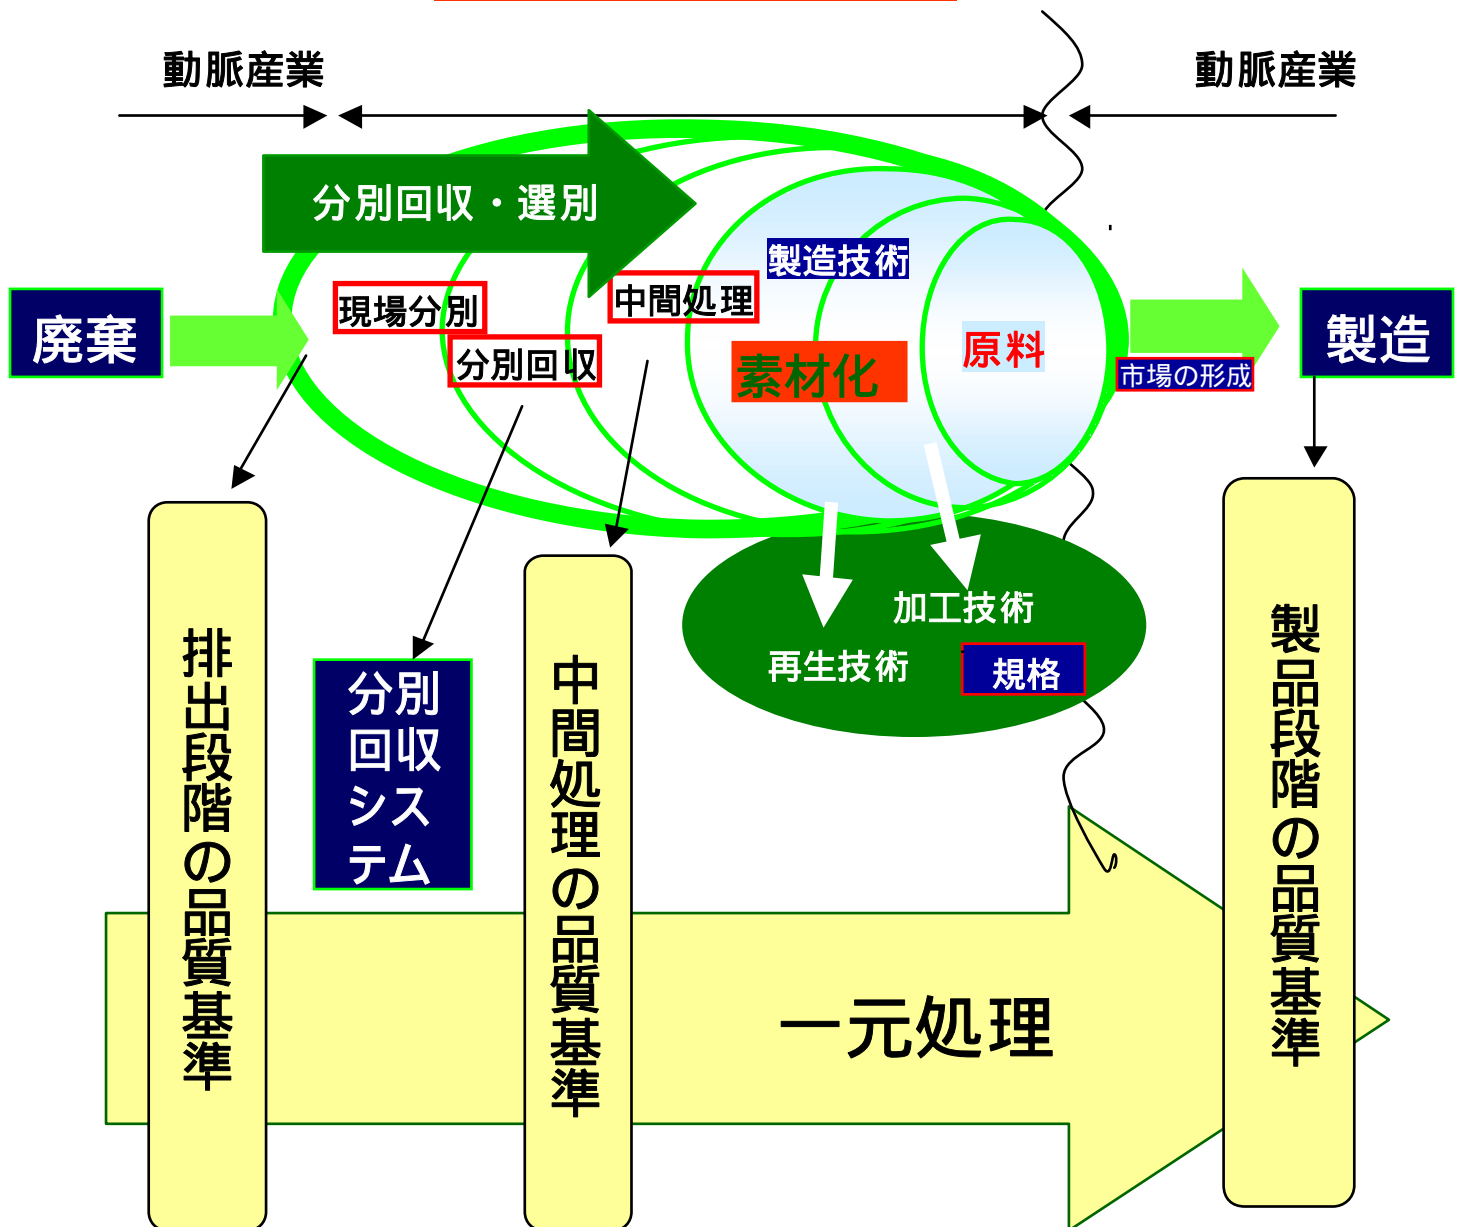 動脈産業
動脈産業
分別回収・選別
製造技術
現場分別
中間処理
廃棄
分別回収
素材化
原料
製造
市場の形成
加工技術
再生技術
規格
排出段階の品質基準
分別
回収
シス
テム
中間処理の品質基準
製品段階の品質基準
一元処理